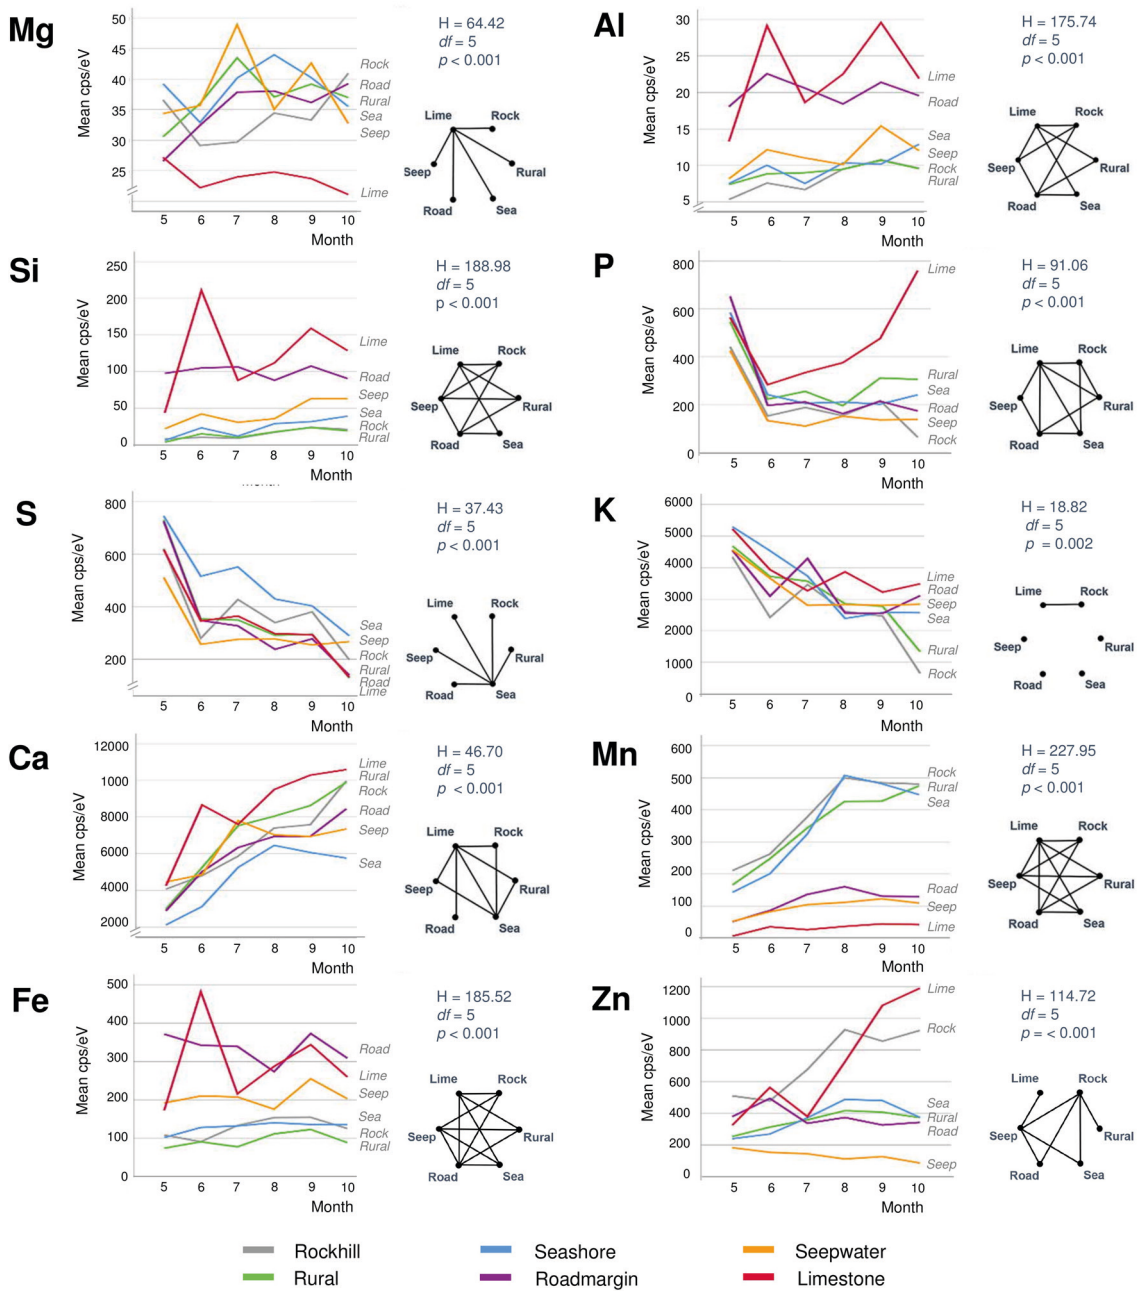 Mg
Mean cps/eV
50
45
40
35
30
25
5 6 7 8 9 10
Month
Rock
Road
Rural
Sea
Seep
Lime
H = 64.42
df = 5
p < 0.001
Lime Rock
Seep Rural
Road Sea
Al
Mean cps/eV
30
25
20
15
10
5
5 6 7 8 9 10
Month
Lime
Road
Sea
Seep
Rock
Rural
H = 175.74
df = 5
p < 0.001
Lime Rock
Seep Rural
Road Sea
Si
Mean cps/eV
250
200
150
100
50
0
5 6 7 8 9 10
Month
Lime
Road
Seep
Sea
Rock
Rural
H = 188.98
df = 5
p < 0.001
Lime Rock
Seep Rural
Road Sea
P
Mean cps/eV
800
600
400
200
0
5 6 7 8 9 10
Month
Lime
Rural
Sea
Road
Seep
Rock
H = 91.06
df = 5
p < 0.001
Lime Rock
Seep Rural
Road Sea
S
Mean cps/eV
800
600
400
200
5 6 7 8 9 10
Month
Sea
Seep
Rock
Rural
Road
Lime
H = 37.43
df = 5
p < 0.001
Lime Rock
Seep Rural
Road Sea
K
Mean cps/eV
6000
5000
4000
3000
2000
1000
0
5 6 7 8 9 10
Month
Lime
Road
Seep
Sea
Rural
Rock
H = 18.82
df = 5
p = 0.002
Lime Rock
Seep Rural
Road Sea
Ca
Mean cps/eV
12000
10000
8000
6000
4000
2000
5 6 7 8 9 10
Month
Lime
Rural
Rock
Road
Seep
Sea
H = 46.70
df = 5
p < 0.001
Lime Rock
Seep Rural
Road Sea
Mn
Mean cps/eV
600
500
400
300
200
100
0
5 6 7 8 9 10
Month
Rock
Rural
Sea
Road
Seep
Lime
H = 227.95
df = 5
p < 0.001
Lime Rock
Seep Rural
Road Sea
Fe
Mean cps/eV
500
400
300
200
100
0
5 6 7 8 9 10
Month
Road
Lime
Seep
Sea
Rock
Rural
H = 185.52
df = 5
p < 0.001
Lime Rock
Seep Rural
Road Sea
Zn
Mean cps/eV
1200
1000
800
600
400
200
0
5 6 7 8 9 10
Month
Lime
Rock
Sea
Rural
Road
Seep
H = 114.72
df = 5
p = < 0.001
Lime Rock
Seep Rural
Road Sea
Rockhill Seashore Seepwater
Rural Roadmargin Limestone